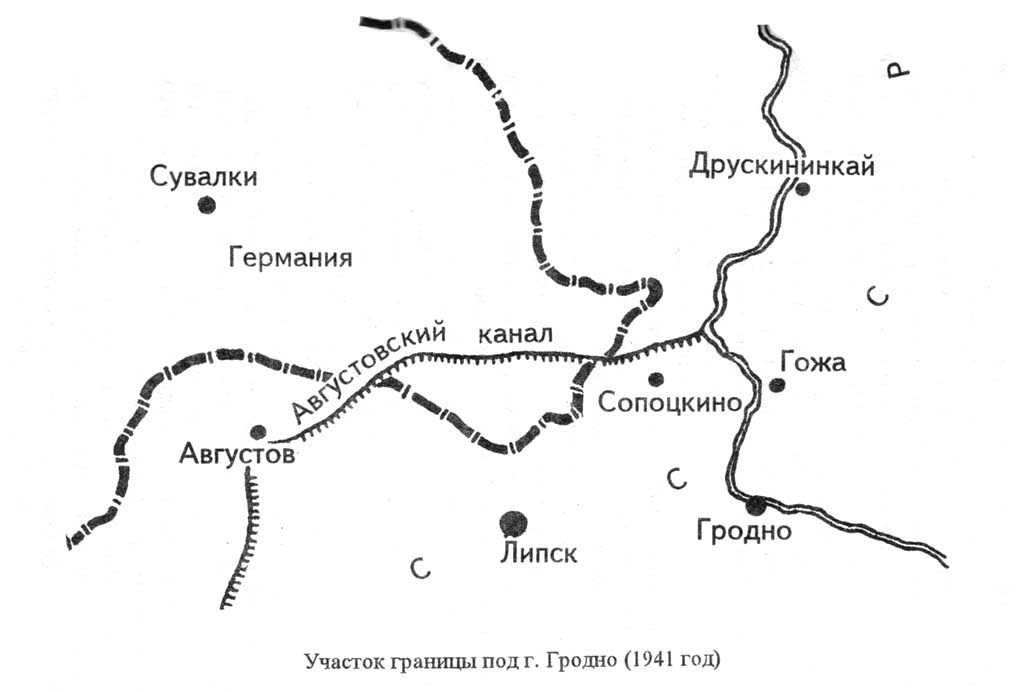 Р
Друскининкай
Сувалки
Германия
С
Августовский канал
Гожа
Сопоцкино
Августов
С
Гродно
Липск
С
Участок границы под г. Гродно (1941 год)